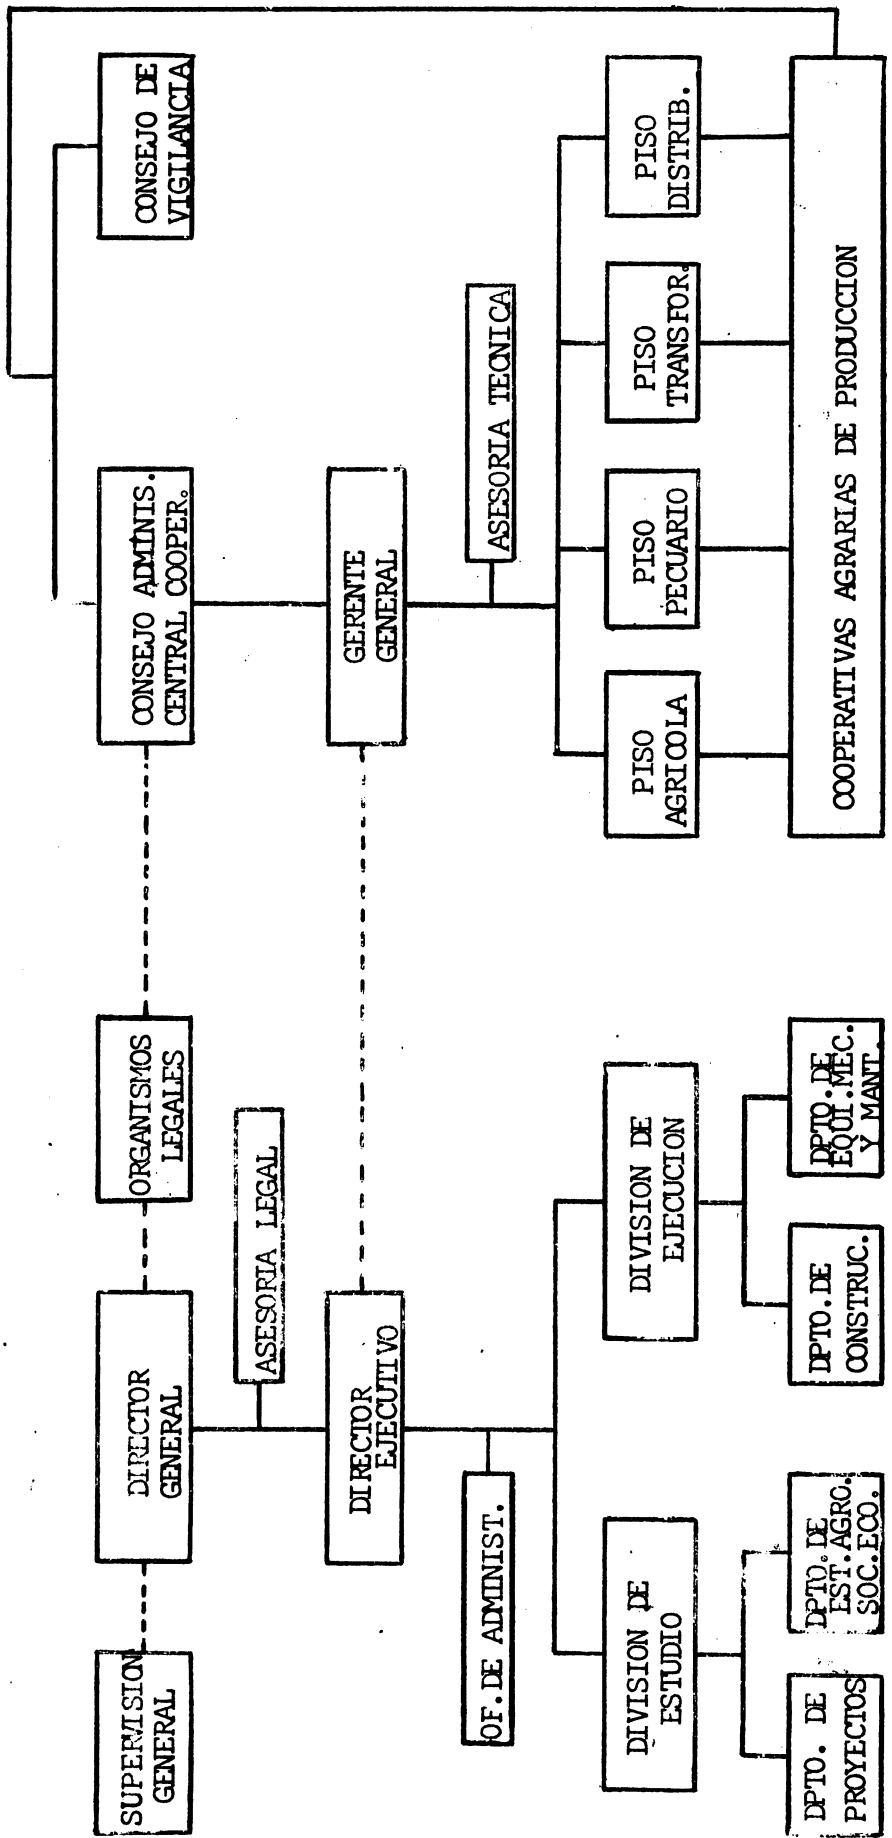 SUPERVISION
GENERAL
DIRECTOR
GENERAL
ORGANISMOS
LEGALES
CONSEJO ADMINIS.
CENTRAL COOPER.
CONSEJO DE
VIGILANCIA
ASESORIA LEGAL
DIRECTOR
EJECUTIVO
GERENTE
GENERAL
OF.DE ADMINIST.
ASESORIA TECNICA
DIVISION DE
ESTUDIO
DIVISION DE
EJECUCION
PISO
AGRICOLA
PISO
PECUARIO
PISO
TRANSFOR.
PISO
DISTRIB.
DPTO. DE
PROYECTOS
DPTO.DE
EST.AGRO.
SOC.ECO.
DPTO.DE
CONSTRUC.
DPTO.DE
EQUI.MEC.
Y MANT.
COOPERATIVAS AGRARIAS DE PRODUCCION